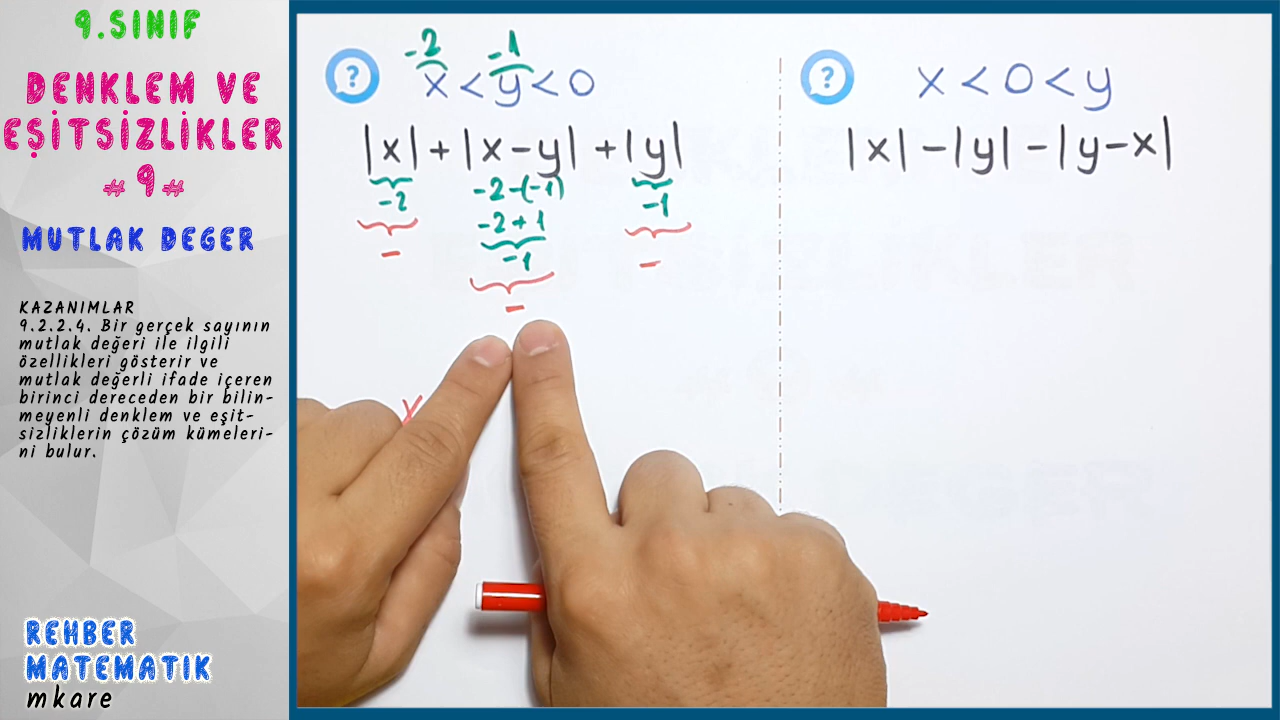 9.SINIF
DENKLEM VE
EŞİTSİZLİKLER
#9#
MUTLAK DEGER
KAZANIMLAR
9.2.2.4. Bir gerçek sayının
mutlak değeri ile ilgili
özellikleri gösterir ve
mutlak değerli ifade içeren
birinci dereceden bir bilin-
meyenli denklem ve eşit-
sizliklerin çözüm kümeleri-
ni bulur.
REHBER
MATEMATIK
mkare
-2 -1
? x < y < 0
|x| + |x-y| + |y|
-2 -2-(-1) -1
-2+1
- -1 -
-
x
? x < 0 < y
|x| - |y| - |y-x|